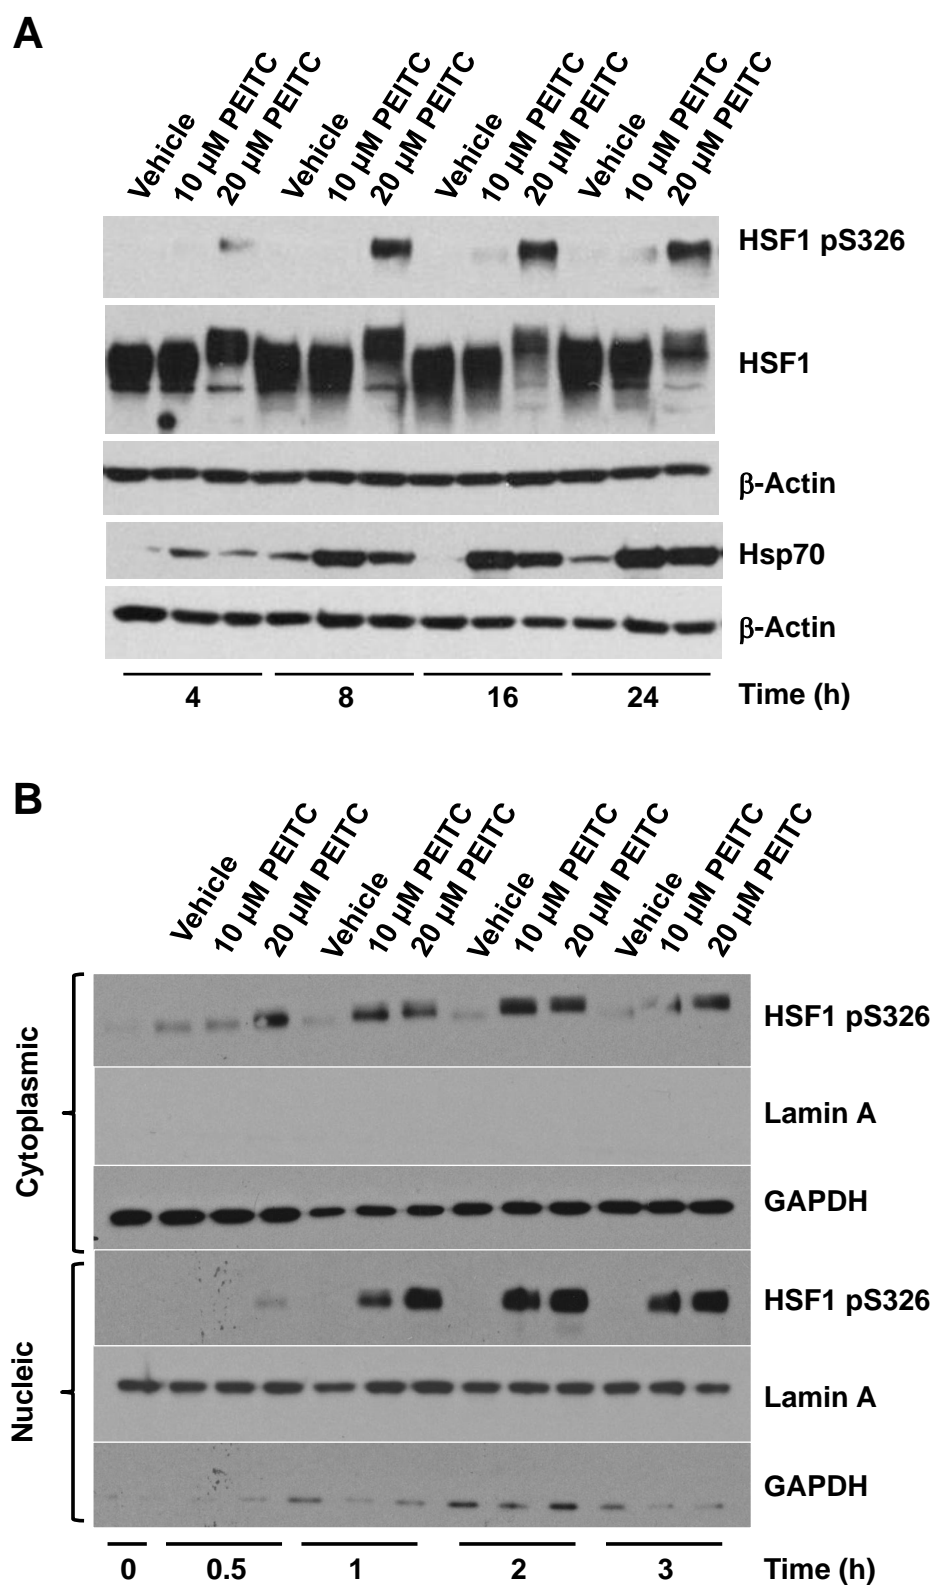 A
Vehicle
10 µM PEITC
20 µM PEITC
Vehicle
10 µM PEITC
20 µM PEITC
Vehicle
10 µM PEITC
20 µM PEITC
Vehicle
10 µM PEITC
20 µM PEITC
HSF1 pS326
HSF1
β-Actin
Hsp70
β-Actin
4 8 16 24 Time (h)
B
Vehicle
10 µM PEITC
20 µM PEITC
Vehicle
10 µM PEITC
20 µM PEITC
Vehicle
10 µM PEITC
20 µM PEITC
Vehicle
10 µM PEITC
20 µM PEITC
Cytoplasmic
HSF1 pS326
Lamin A
GAPDH
Nucleic
HSF1 pS326
Lamin A
GAPDH
0 0.5 1 2 3 Time (h)